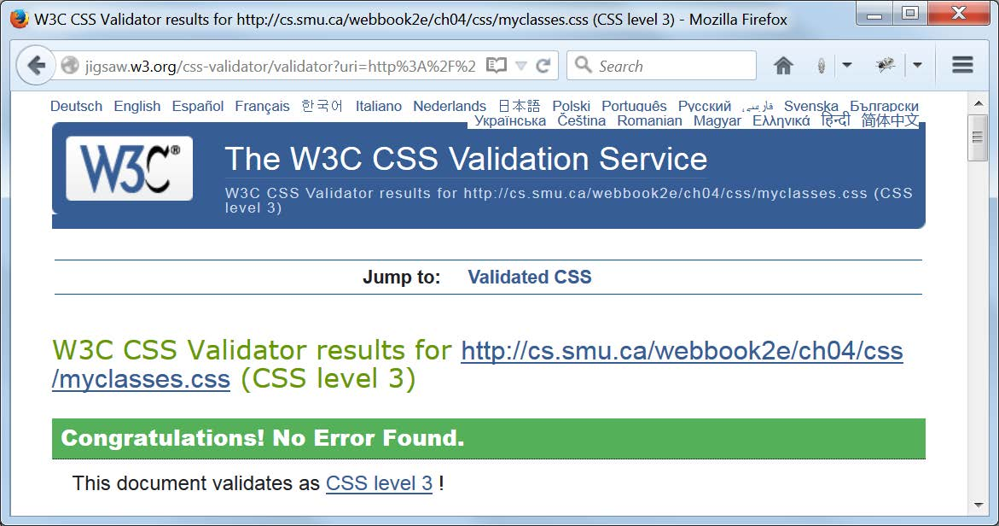 W3C CSS Validator results for http://cs.smu.ca/webbook2e/ch04/css/myclasses.css (CSS level 3) - Mozilla Firefox
jigsaw.w3.org/css-validator/validator?uri=http%3A%2F%2 Search
Deutsch English Español Français 한국어 Italiano Nederlands 日本語 Polski Português Русский فارسی Svenska Български
Українська Čeština Romanian Magyar Ελληνικά हिन्दी 简体中文
W3C®
The W3C CSS Validation Service
W3C CSS Validator results for http://cs.smu.ca/webbook2e/ch04/css/myclasses.css (CSS
level 3)
Jump to: Validated CSS
W3C CSS Validator results for http://cs.smu.ca/webbook2e/ch04/css
/myclasses.css (CSS level 3)
Congratulations! No Error Found.
This document validates as CSS level 3 !